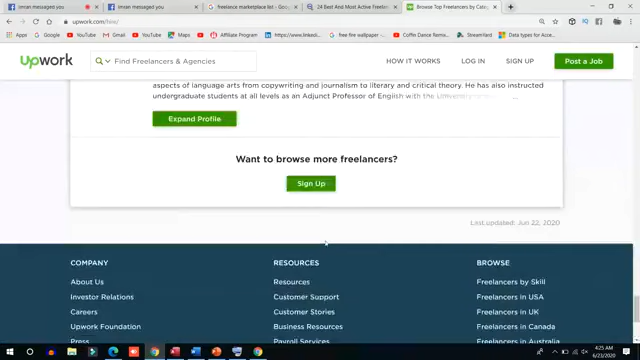 imran messaged you
imran messaged you
freelance marketplace list - Goo
24 Best And Most Active Freelan
Browse Top Freelancers by Categ
upwork.com/hire/
Apps
Google
Facebook
YouTube
Gmail
Maps
Affiliate Program
https://www.linkedi
free fire wallpaper
Coffin Dance Remo
StreamYard
Data types for Azer
upwork
Find Freelancers & Agencies
HOW IT WORKS
LOG IN
SIGN UP
Post a Job
aspects of language arts from copywriting and journalism to literary and critical theory. He has also instructed
undergraduate students at all levels as an Adjunct Professor of English with the University
Expand Profile
Want to browse more freelancers?
Sign Up
Last updated: Jun 22, 2020
COMPANY
RESOURCES
BROWSE
About Us
Resources
Freelancers by Skill
Investor Relations
Customer Support
Freelancers in USA
Careers
Customer Stories
Freelancers in UK
Upwork Foundation
Business Resources
Freelancers in Canada
Press
Payroll Services
Freelancers in Australia
4:25 AM
6/23/2020